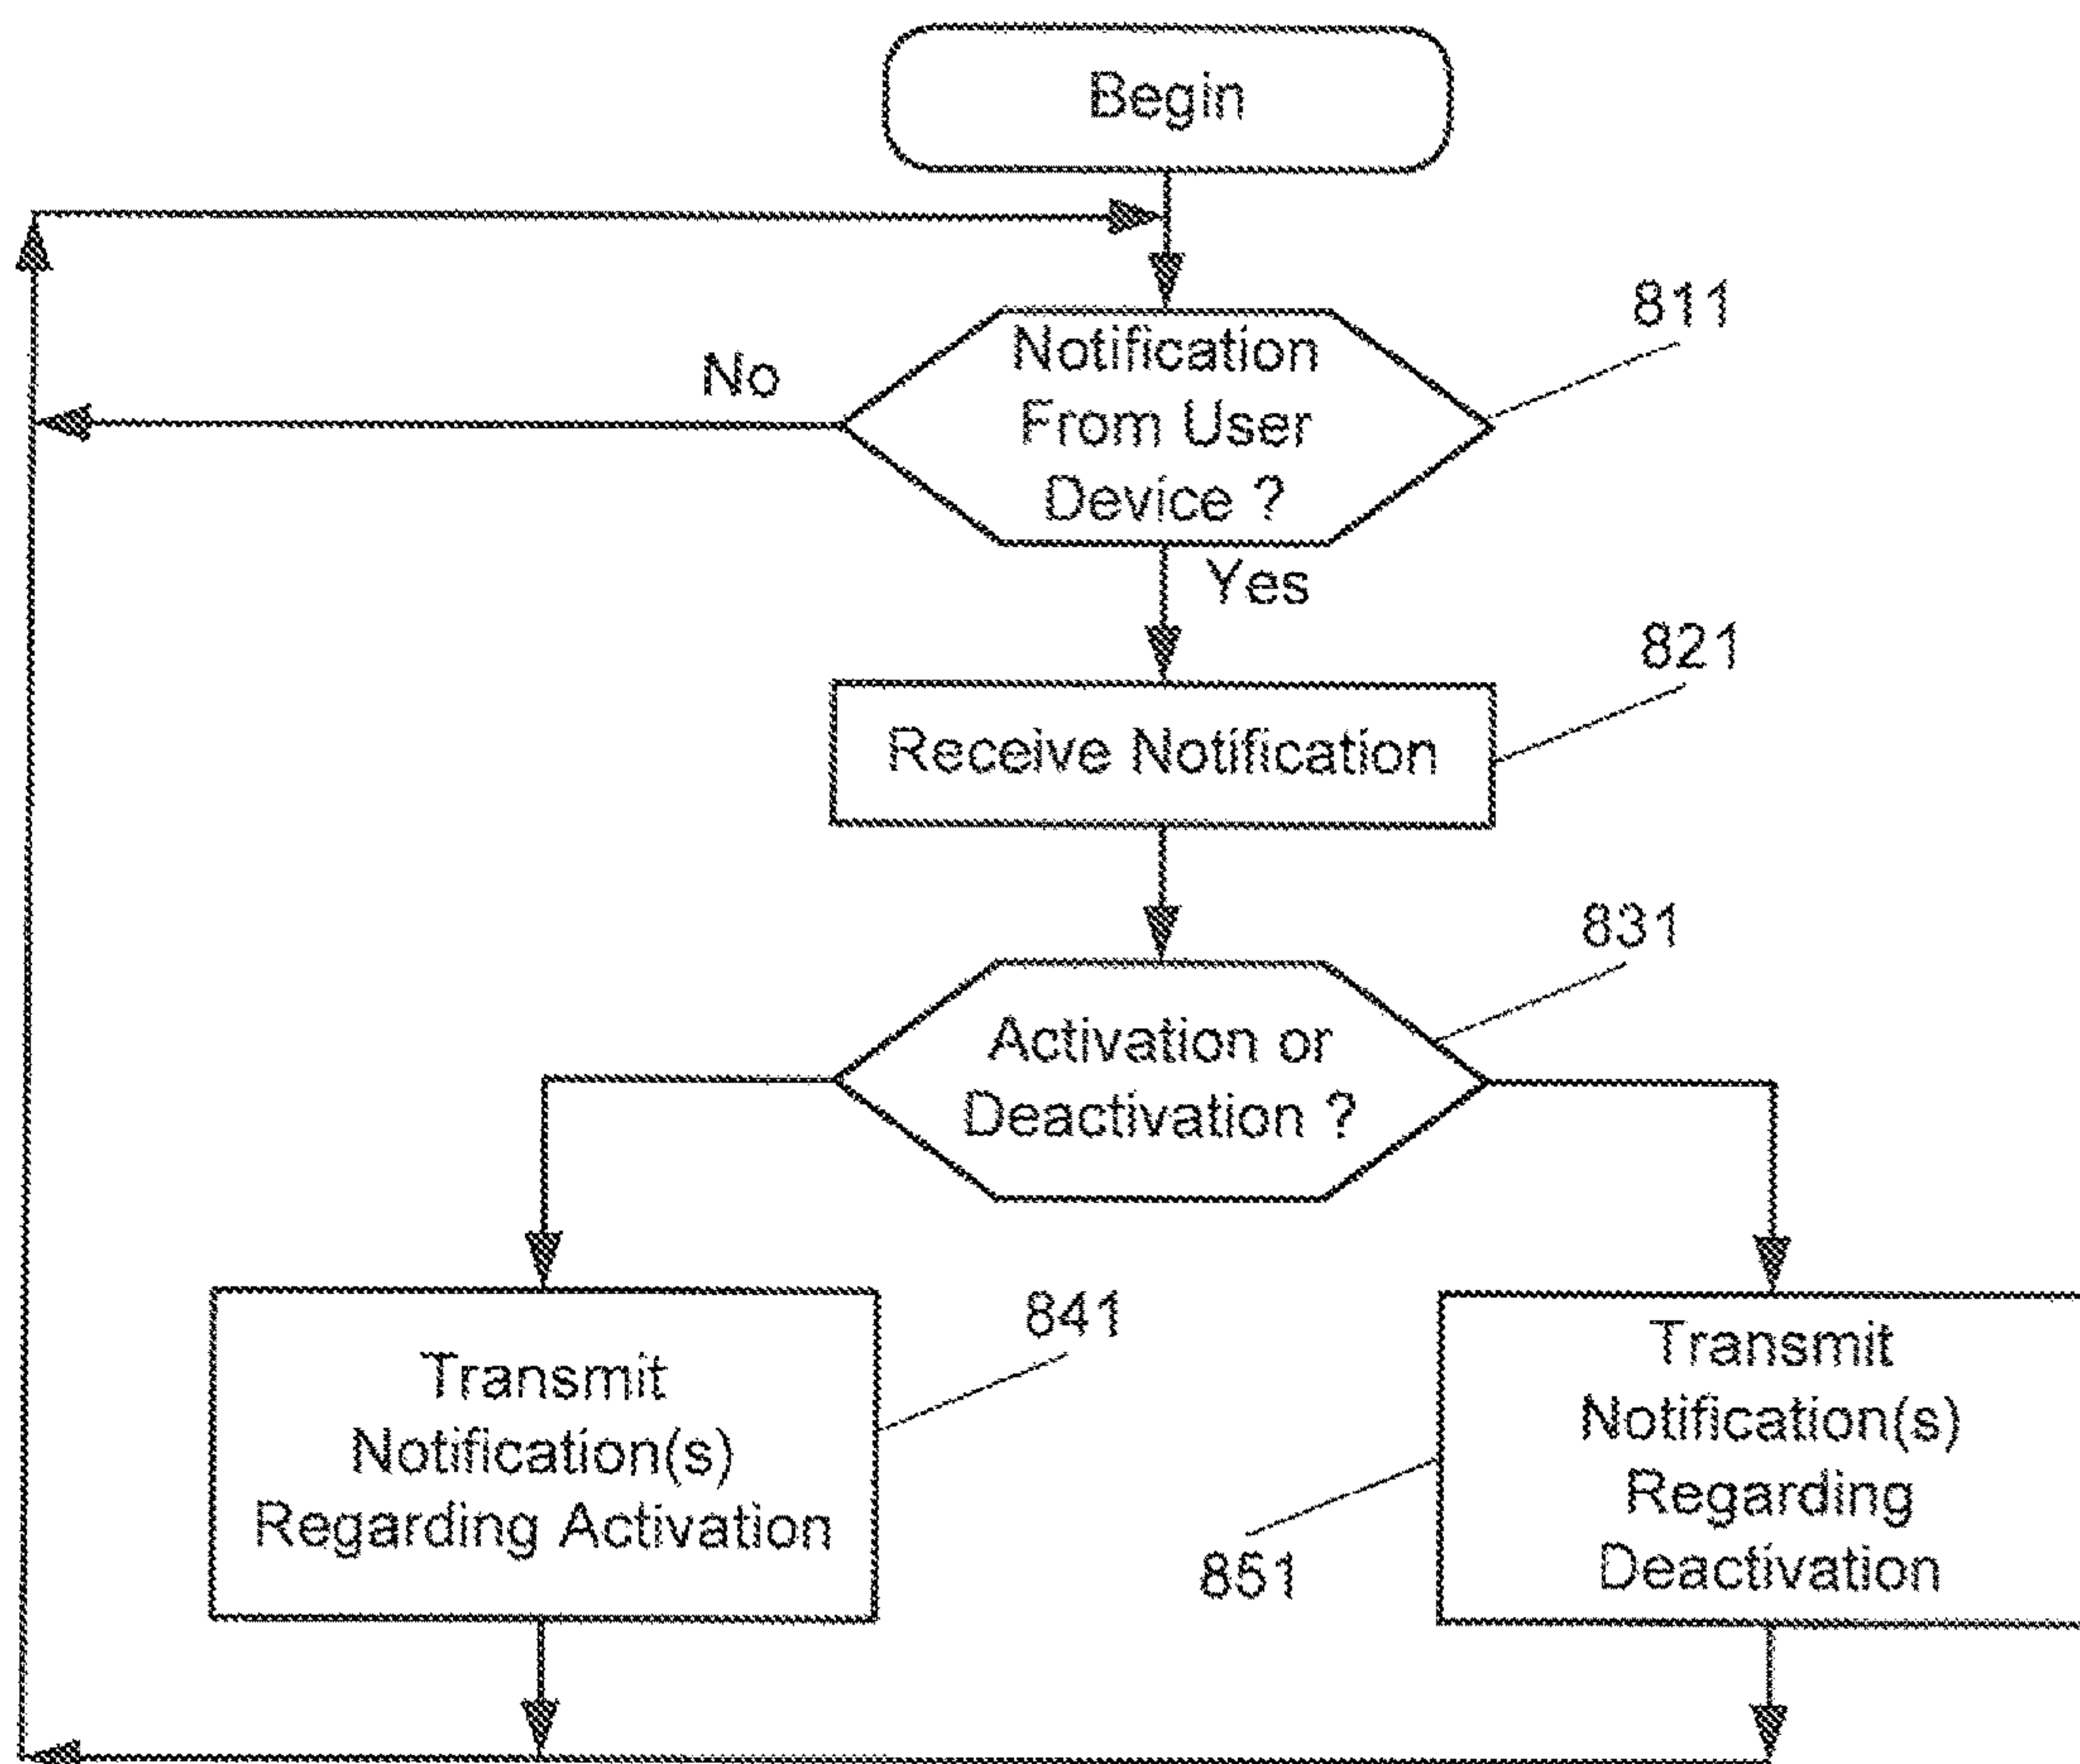 Begin
811
Notification
No
From User
Device ?
Yes
821
Receive Notification
831
Activation or
Deactivation ?
841
Transmit
Notification(s)
Regarding Activation
Transmit
Notification(s)
Regarding
Deactivation
851